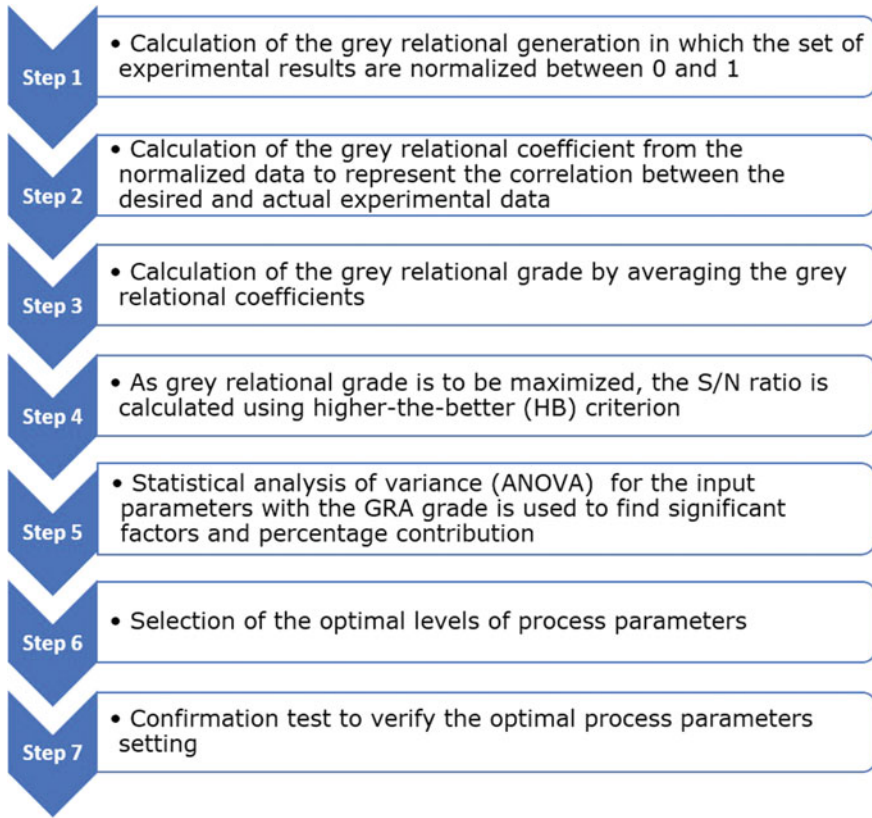 Step 1
• Calculation of the grey relational generation in which the set of
experimental results are normalized between 0 and 1
Step 2
• Calculation of the grey relational coefficient from the
normalized data to represent the correlation between the
desired and actual experimental data
Step 3
• Calculation of the grey relational grade by averaging the grey
relational coefficients
Step 4
• As grey relational grade is to be maximized, the S/N ratio is
calculated using higher-the-better (HB) criterion
Step 5
• Statistical analysis of variance (ANOVA) for the input
parameters with the GRA grade is used to find significant
factors and percentage contribution
Step 6
• Selection of the optimal levels of process parameters
Step 7
• Confirmation test to verify the optimal process parameters
setting